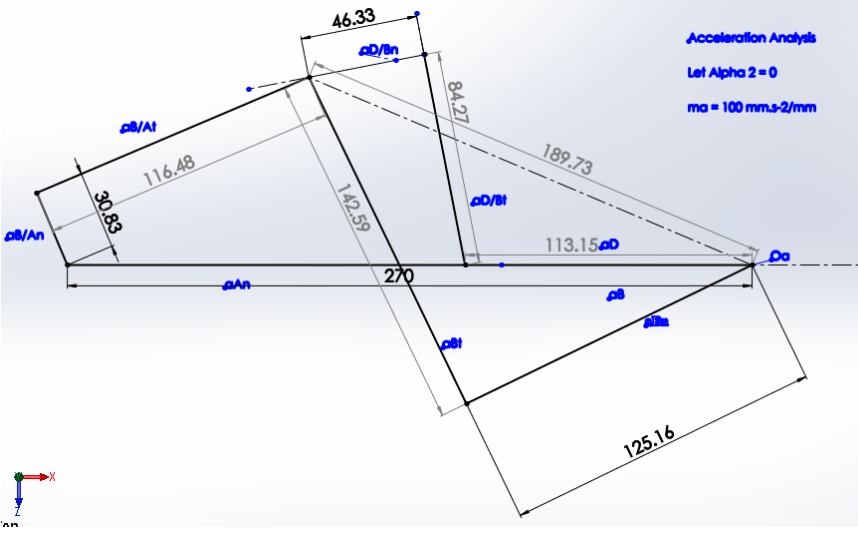 46.33
Acceleration Analysis
aD/Bn
Let Alpha 2 = 0
84.27
ma = 100 mm.s-2/mm
aB/At
116.48
189.73
30.83
142.59
aD/Bt
aB/An
113.15
aD
Oa
270
aAn
aB
aBt
125.16
X
Z